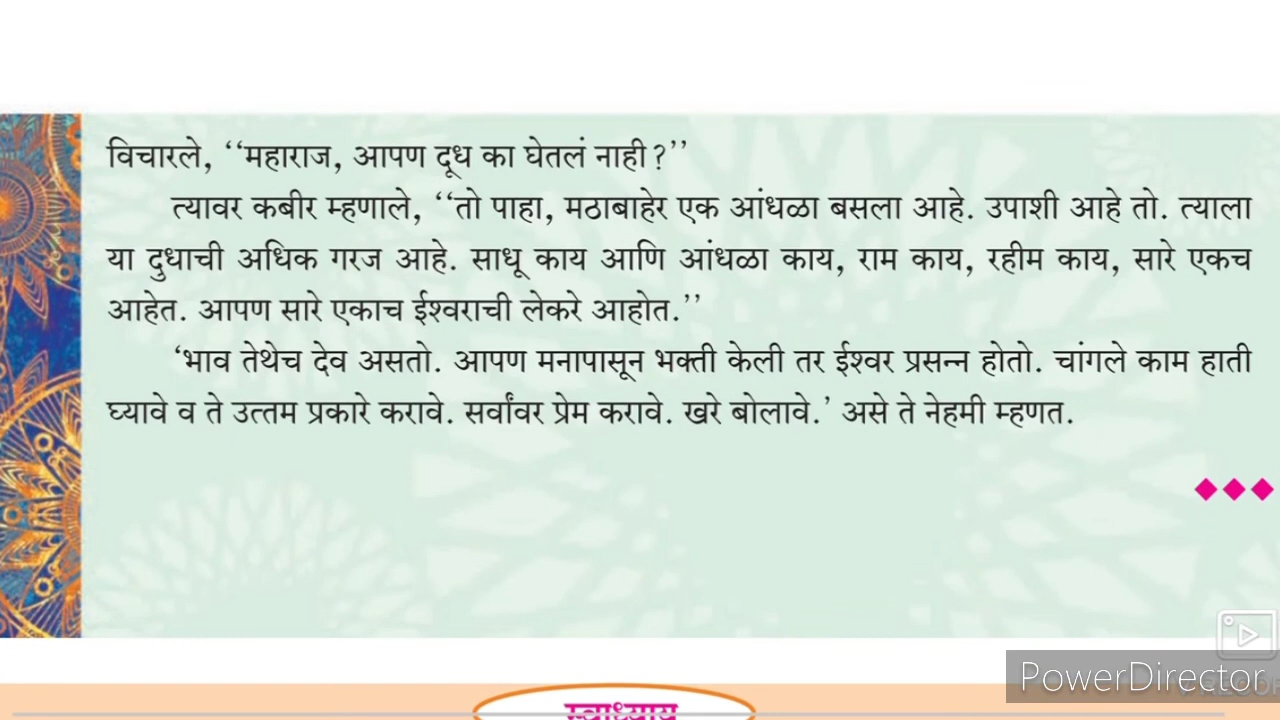 विचारले, ‘‘महाराज, आपण दूध का घेतलं नाही?’’
त्यावर कबीर म्हणाले, ‘‘तो पाहा, मठाबाहेर एक आंधळा बसला आहे. उपाशी आहे तो. त्याला
या दुधाची अधिक गरज आहे. साधू काय आणि आंधळा काय, राम काय, रहीम काय, सारे एकच
आहेत. आपण सारे एकाच ईश्वराची लेकरे आहोत.’’
‘भाव तेथेच देव असतो. आपण मनापासून भक्ती केली तर ईश्वर प्रसन्न होतो. चांगले काम हाती
घ्यावे व ते उत्तम प्रकारे करावे. सर्वांवर प्रेम करावे. खरे बोलावे.’ असे ते नेहमी म्हणत.
PowerDirector
स्वाध्याय